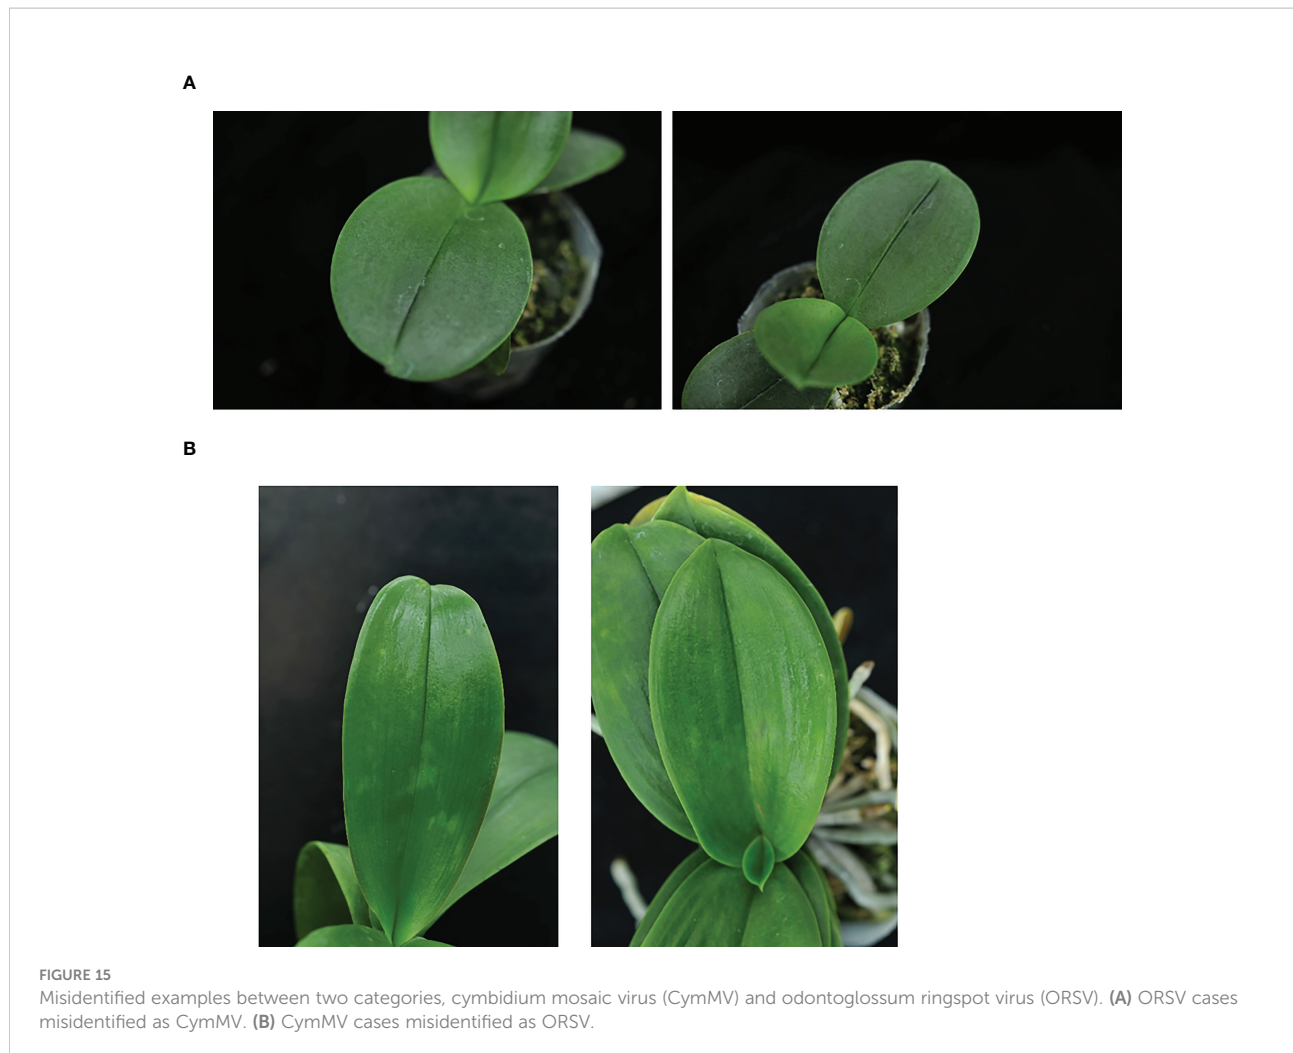 A
B
FIGURE 15
Misidentified examples between two categories, cymbidium mosaic virus (CymMV) and odontoglossum ringspot virus (ORSV). (A) ORSV cases
misidentified as CymMV. (B) CymMV cases misidentified as ORSV.